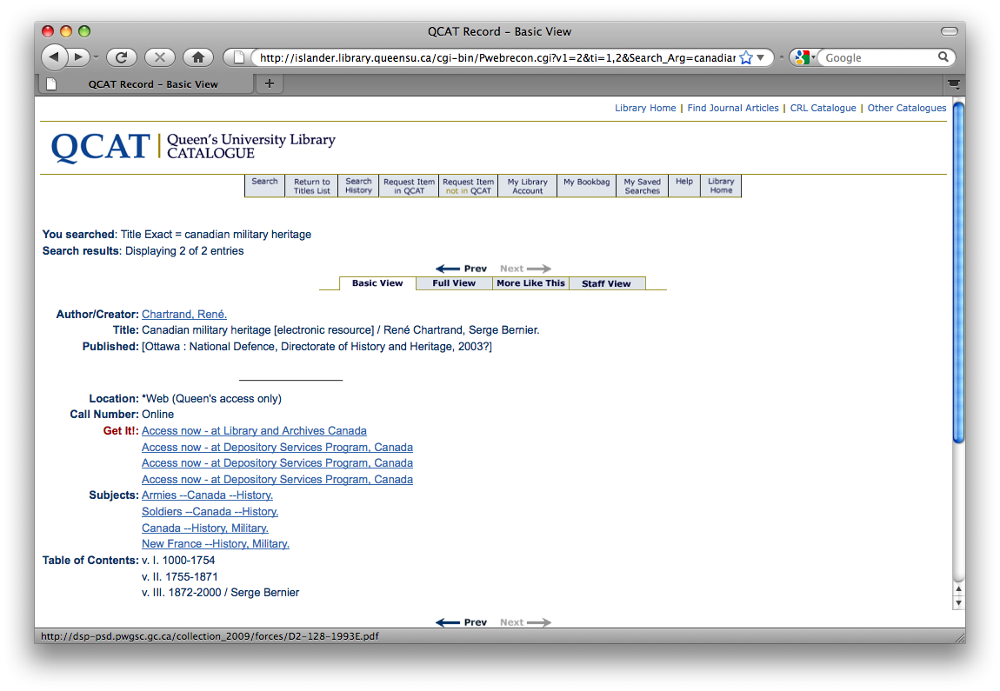 QCAT Record – Basic View
http://islander.library.queensu.ca/cgi-bin/Pwebrecon.cgi?v1=2&ti=1,2&Search_Arg=canadian
Google
QCAT Record – Basic View
+
Library Home | Find Journal Articles | CRL Catalogue | Other Catalogues
QCAT | Queen's University Library
CATALOGUE
Search
Return to
Titles List
Search
History
Request Item
in QCAT
Request Item
not in QCAT
My Library
Account
My Bookbag
My Saved
Searches
Help
Library
Home
You searched: Title Exact = canadian military heritage
Search results: Displaying 2 of 2 entries
Prev Next
Basic View Full View More Like This Staff View
Author/Creator: Chartrand, René.
Title: Canadian military heritage [electronic resource] / René Chartrand, Serge Bernier.
Published: [Ottawa : National Defence, Directorate of History and Heritage, 2003?]
Location: *Web (Queen's access only)
Call Number: Online
Get It!: Access now - at Library and Archives Canada
Access now - at Depository Services Program, Canada
Access now - at Depository Services Program, Canada
Access now - at Depository Services Program, Canada
Subjects: Armies --Canada --History.
Soldiers --Canada --History.
Canada --History, Military.
New France --History, Military.
Table of Contents: v. I. 1000-1754
v. II. 1755-1871
v. III. 1872-2000 / Serge Bernier
Prev Next
http://dsp-psd.pwgsc.gc.ca/collection_2009/forces/D2-128-1993E.pdf